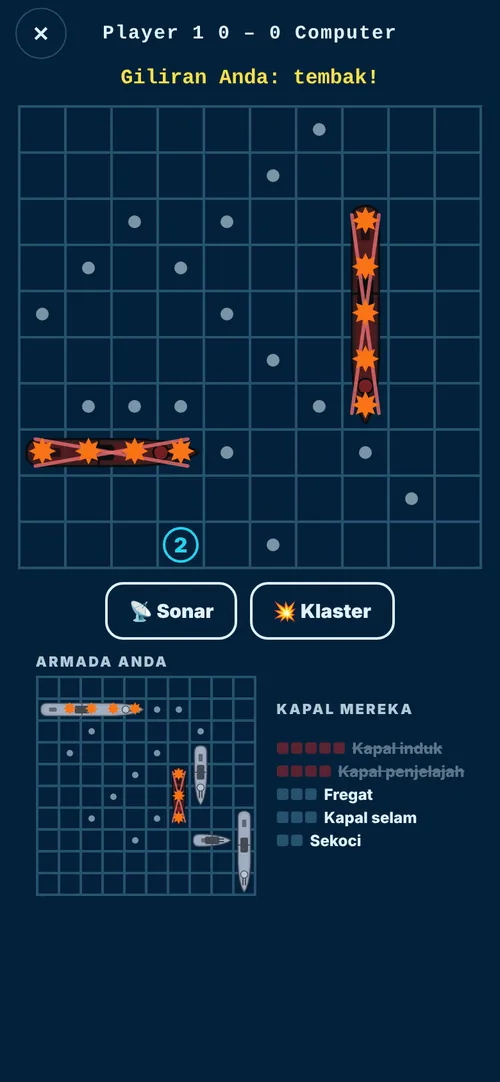 ✕ Player 1 0 – 0 Computer
Giliran Anda: tembak!
2
Sonar
Klaster
ARMADA ANDA
KAPAL MEREKA
Kapal induk
Kapal penjelajah
Fregat
Kapal selam
Sekoci